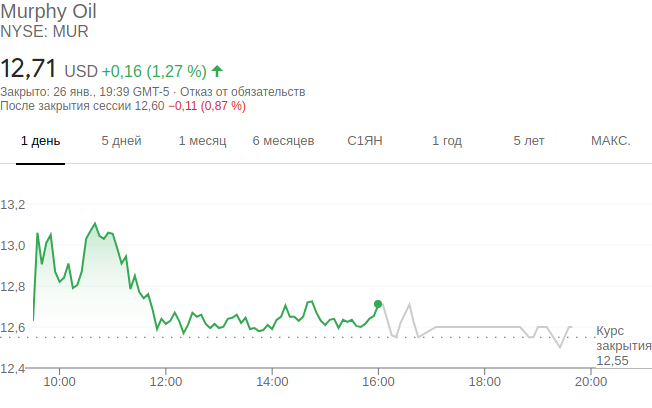 Murphy Oil
NYSE: MUR
12,71 USD +0,16 (1,27 %)
Закрыто: 26 янв., 19:39 GMT-5 · Отказ от обязательств
После закрытия сессии 12,60 −0,11 (0,87 %)
1 день 5 дней 1 месяц 6 месяцев С1ЯН 1 год 5 лет МАКС.
13,2
13,0
12,8
12,6
Курс
закрытия
12,55
12,4
10:00 12:00 14:00 16:00 18:00 20:00